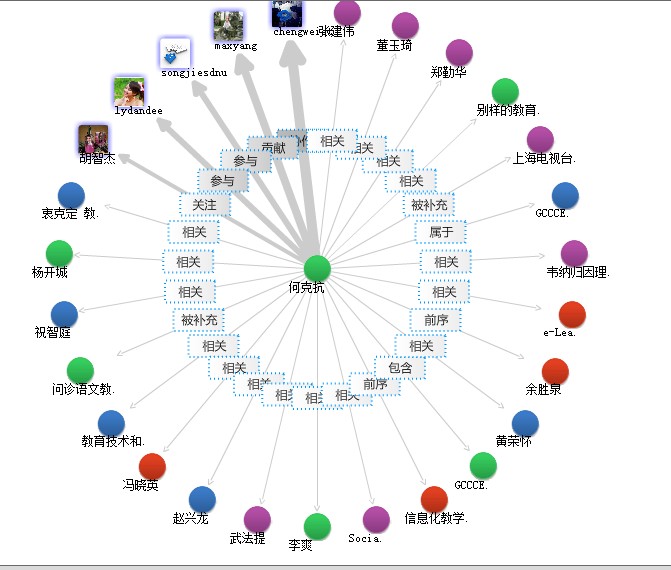 张建伟
董玉琦
郑勤华
别样的教育.
上海电视台.
GCCCE.
韦纳归因理.
e-Lea.
余胜泉
黄荣怀
GCCCE.
信息化教学.
Socia.
李爽
武法提
赵兴龙
冯晓英
教育技术和.
问诊语文教.
祝智庭
杨开城
衷克定 教.
胡智杰
lydandee
songjiesdnu
maxyang
何克抗
相关
相关
相关
相关
被补充
属于
相关
相关
前序
相关
包含
前序
相关
相关
相关
相关
相关
相关
被补充
相关
相关
相关
关注
参与
参与
贡献